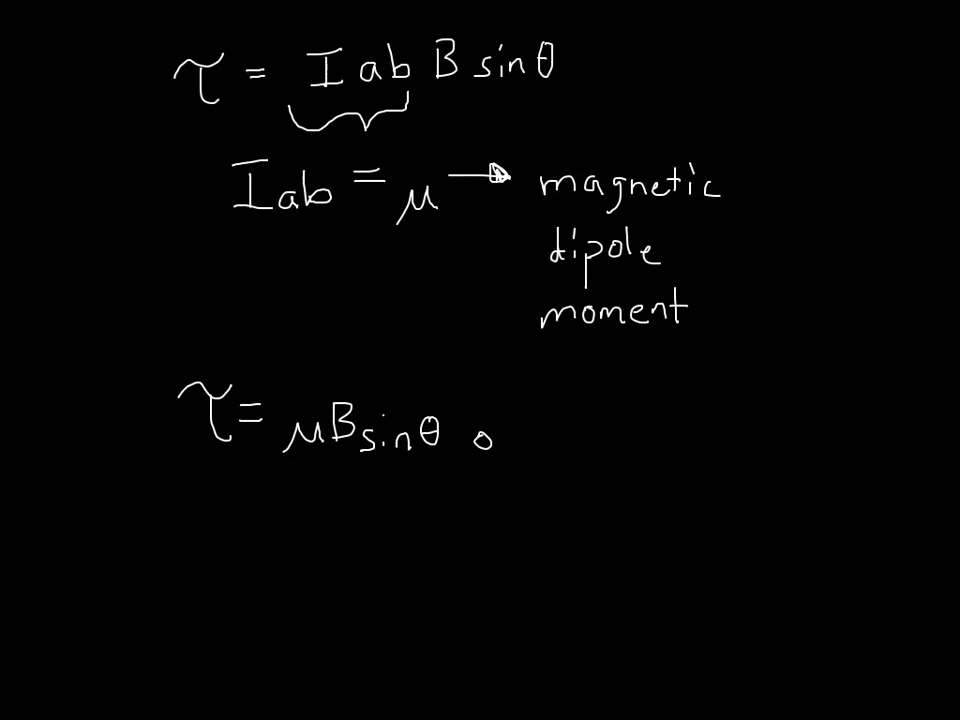 τ = I a b B sin θ
I a b = μ → magnetic
dipole
moment
τ = μ B sin θ o